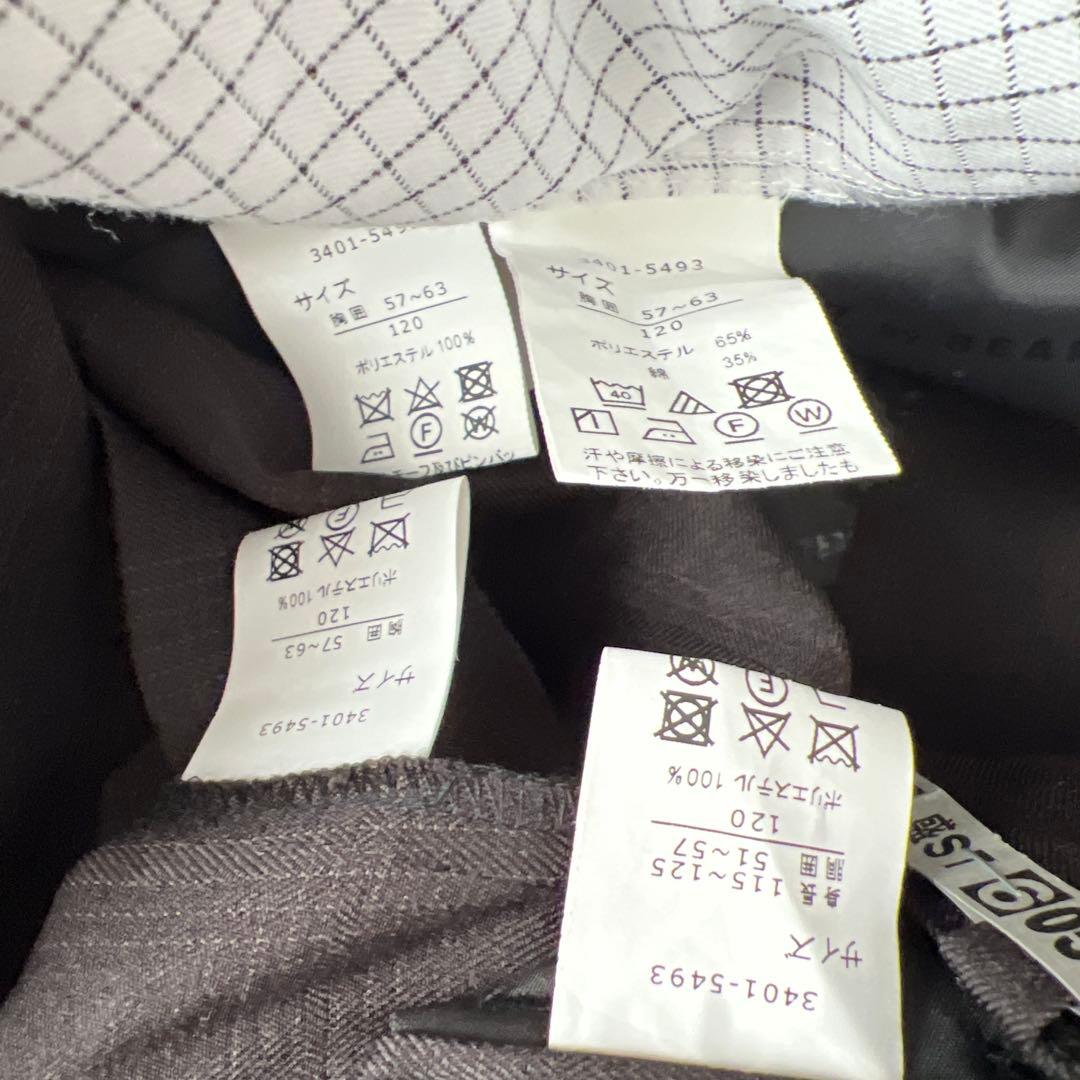 3401-549
サイズ
胸囲 57~63
120
ポリエステル 100%
F
W
3401-5493
サイズ
胸囲 57~63
120
ポリエステル 65%
綿 35%
40
F
W
汗や摩擦による移染にご注意
下さい。万一移染しましたも
3401-5493
サイズ
胸囲 57~63
120
ポリエステル 100%
3401-5493
サイズ
身長 115~125
胴囲 51~57
120
ポリエステル 100%